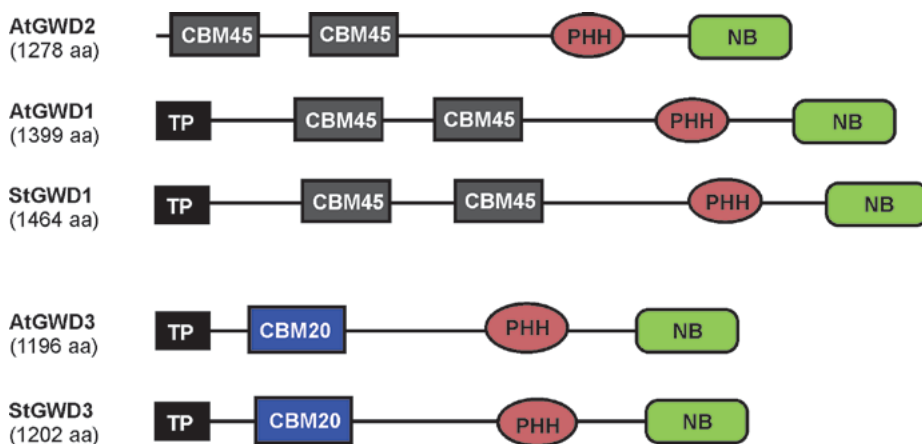 AtGWD2
(1278 aa)
CBM45 CBM45 PHH NB
AtGWD1
(1399 aa)
TP CBM45 CBM45 PHH NB
StGWD1
(1464 aa)
TP CBM45 CBM45 PHH NB
AtGWD3
(1196 aa)
TP CBM20 PHH NB
StGWD3
(1202 aa)
TP CBM20 PHH NB